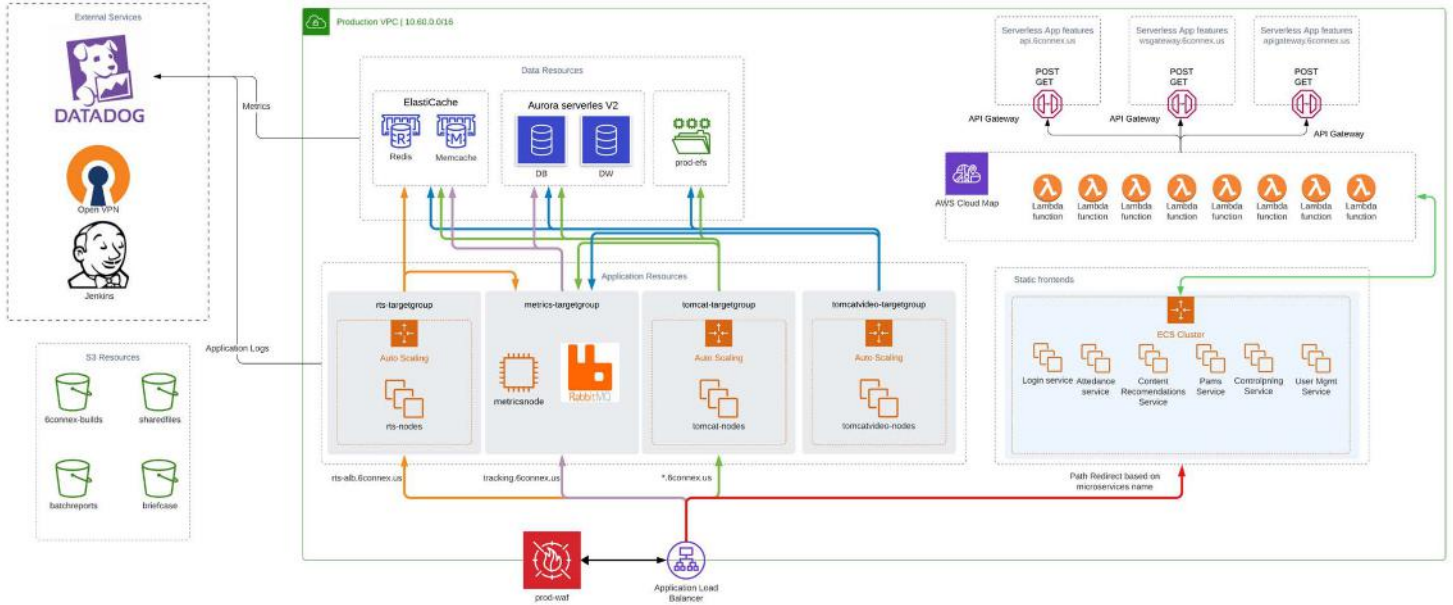 External Services
DATADOG
Open VPN
Jenkins
Metrics
Application Logs
S3 Resources
6connex-builds
sharedfiles
batchreports
briefcase
Production VPC | 10.60.0.0/16
Data Resources
ElastiCache
R
Redis
M
Memcache
Aurora serverles V2
DB
DW
prod-efs
Serverless App features
api.6connex.us
POST
GET
API Gateway
Serverless App features
wsgateway.6connex.us
POST
GET
API Gateway
Serverless App features
apigateway.6connex.us
POST
GET
API Gateway
AWS Cloud Map
Lambda
function
Lambda
function
Lambda
function
Lambda
function
Lambda
function
Lambda
function
Lambda
function
Lambda
function
Application Resources
rts-targetgroup
Auto Scaling
rts-nodes
metrics-targetgroup
metricsnode
RabbitMQ
tomcat-targetgroup
Auto Scaling
tomcat-nodes
tomcatvideo-targetgroup
Auto Scaling
tomcatvideo-nodes
Static frontends
ECS Cluster
Login service
Attedance
service
Content
Recomendations
Service
Pams
Service
Controlpning
Service
User Mgmt
Service
rts-alb.6connex.us
tracking.6connex.us
*.6connex.us
Path Redirect based on
microservices name
prod-waf
Application Load
Balancer